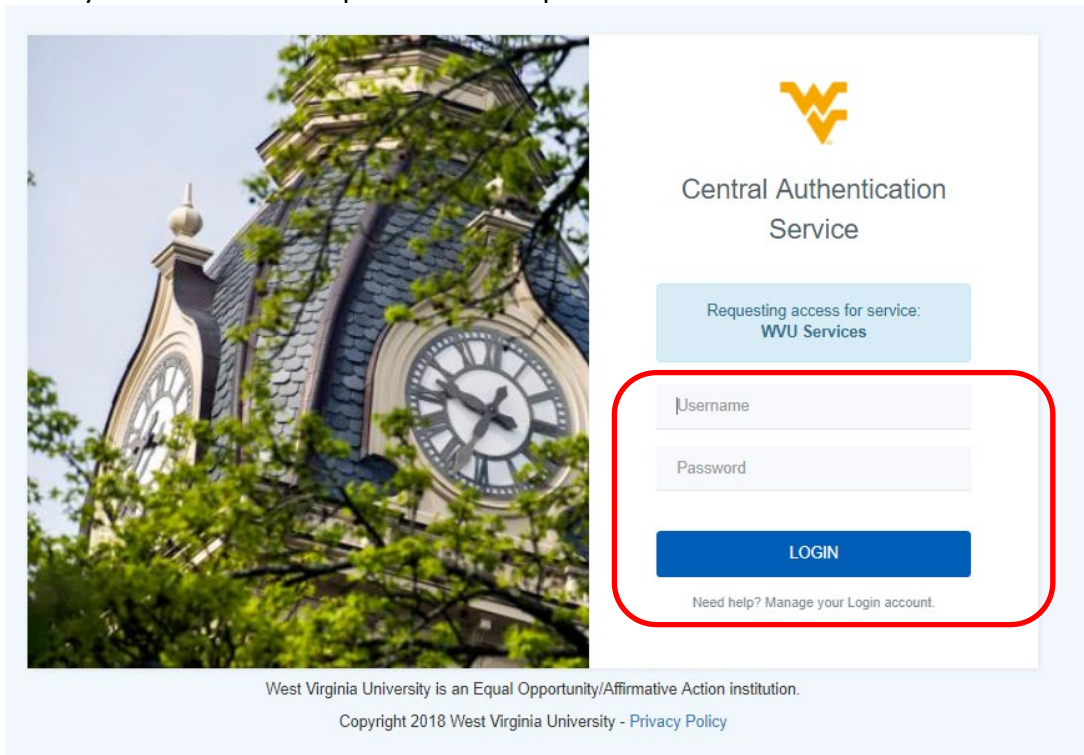 Central Authentication
Service
Requesting access for service:
WVU Services
Username
Password
LOGIN
Need help? Manage your Login account.
West Virginia University is an Equal Opportunity/Affirmative Action institution.
Copyright 2018 West Virginia University - Privacy Policy